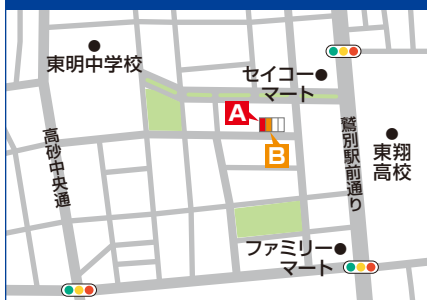 東明中学校
セイコー
マート
A
B
高砂中央通
鷲別駅前通り
東翔
高校
ファミリー
マート